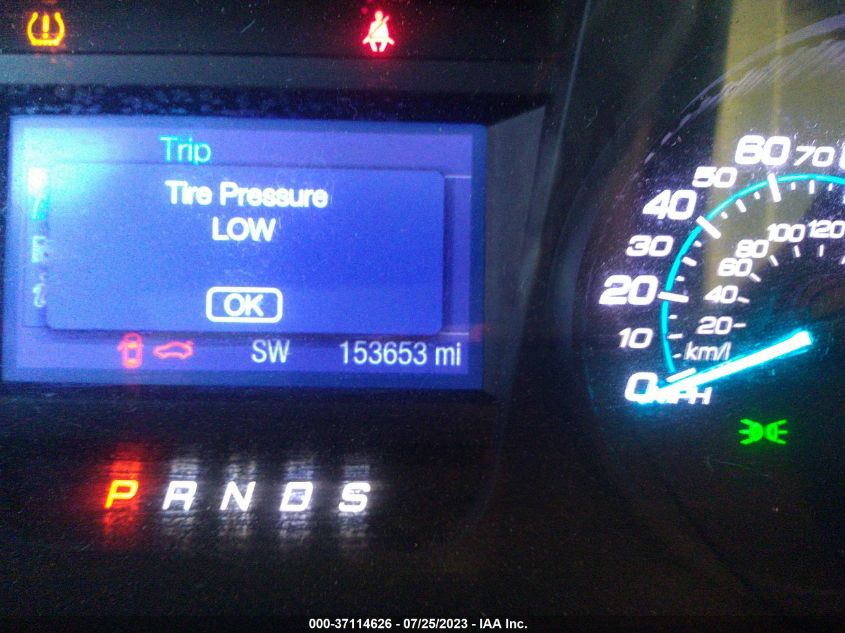 Trip
Tire Pressure
LOW
OK
SW 153653 mi
P R N D S
0 10 20 30 40 50 60 70
20 40 60 80 100 120
km/h
MPH
000-37114626 - 07/25/2023 - IAA Inc.